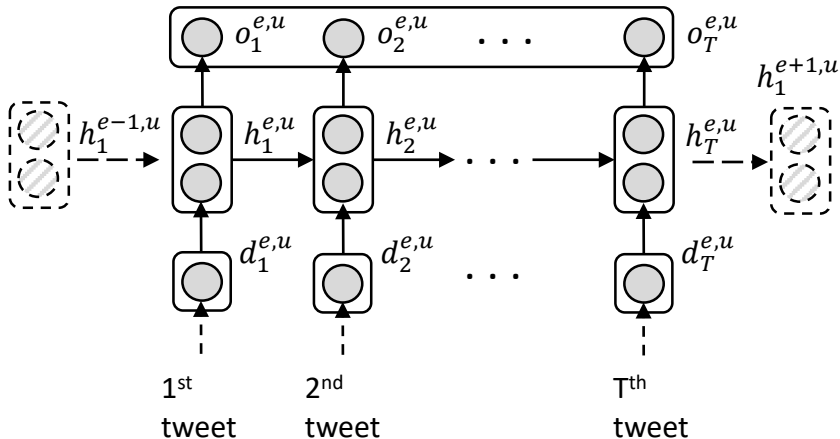 o_1^{e,u} o_2^{e,u} . . . o_T^{e,u}
h_1^{e+1,u}
h_1^{e-1,u} h_1^{e,u} h_2^{e,u} . . . h_T^{e,u}
d_1^{e,u} d_2^{e,u} . . . d_T^{e,u}
1st 2nd Tth
tweet tweet tweet